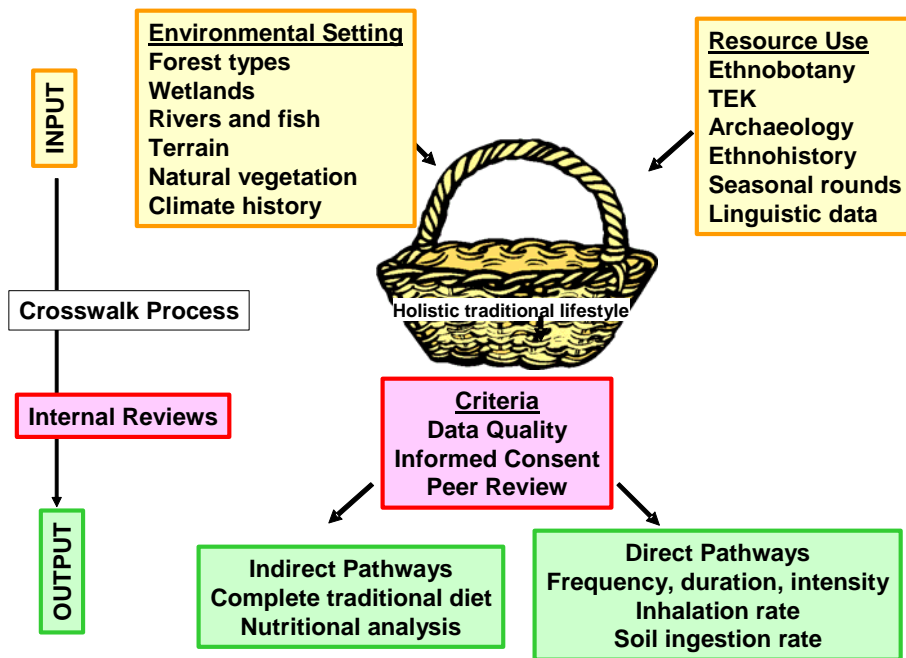 INPUT
Environmental Setting
Forest types
Wetlands
Rivers and fish
Terrain
Natural vegetation
Climate history
Resource Use
Ethnobotany
TEK
Archaeology
Ethnohistory
Seasonal rounds
Linguistic data
Crosswalk Process
Holistic traditional lifestyle
Internal Reviews
Criteria
Data Quality
Informed Consent
Peer Review
OUTPUT
Indirect Pathways
Complete traditional diet
Nutritional analysis
Direct Pathways
Frequency, duration, intensity
Inhalation rate
Soil ingestion rate